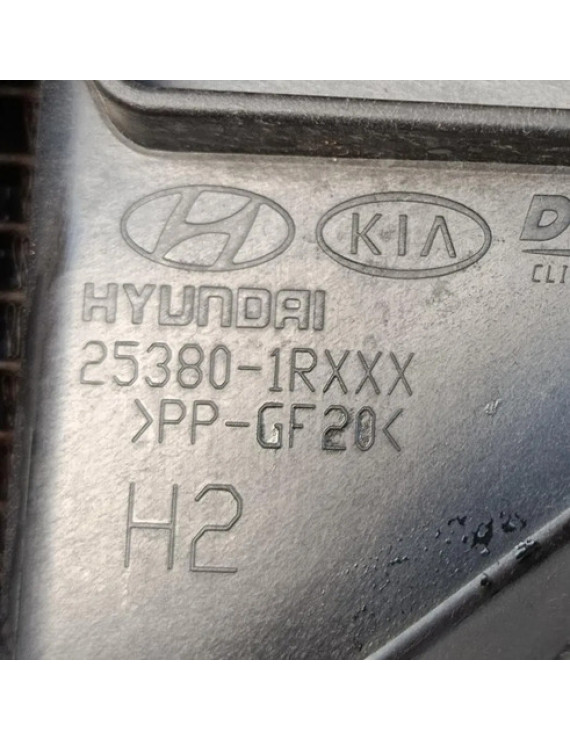 KIA
HYUNDAI
25380-1RXXX
>PP-GF20<
H2